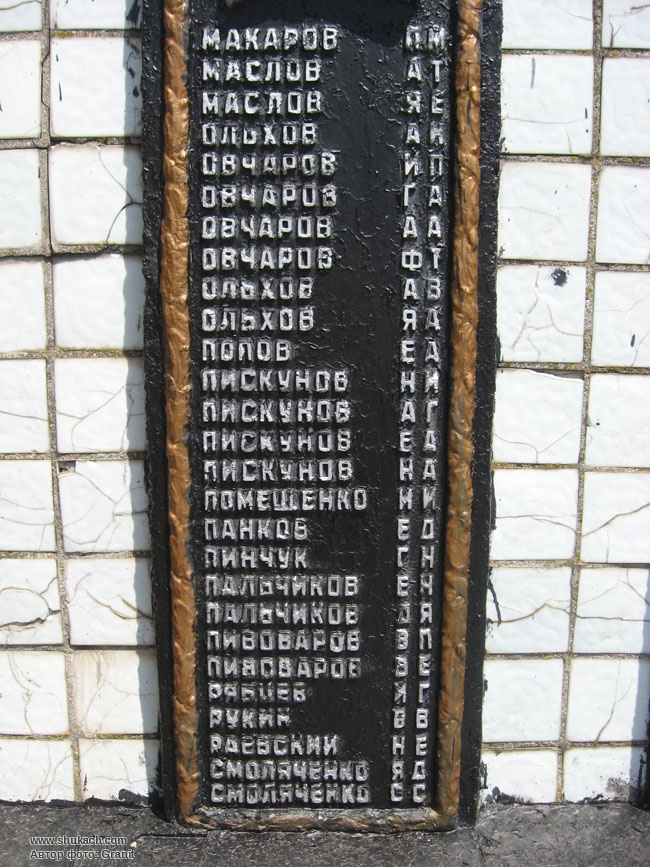 МАКАРОВ П И
МАСЛОВ А Т
МАСЛОВ Я Е
ОЛЬХОВ А И
ОВЧАРОВ И П
ОВЧАРОВ Г А
ОВЧАРОВ А А
ОВЧАРОВ Ф Т
ОЛЬХОВ А В
ОЛЬХОВ Я А
ПОПОВ Е А
ПИСКУНОВ Н И
ПИСКУНОВ А Г
ПИСКУНОВ Е Д
ПИСКУНОВ Н А
ПОМЕЩЕНКО И И
ПАНКОВ Е Д
ПИНЧУК Г Н
ПАЛЬЧИКОВ Е Н
ПАЛЬЧИКОВ Д Я
ПИВОВАРОВ В П
ПИВОВАРОВ В Е
РЯБЦЕВ И Г
РУКИН В В
РАЕВСКИЙ Н Е
СМОЛЯЧЕНКО Я Д
СМОЛЯЧЕНКО С С
www.shukach.com
Автор фото: Granit